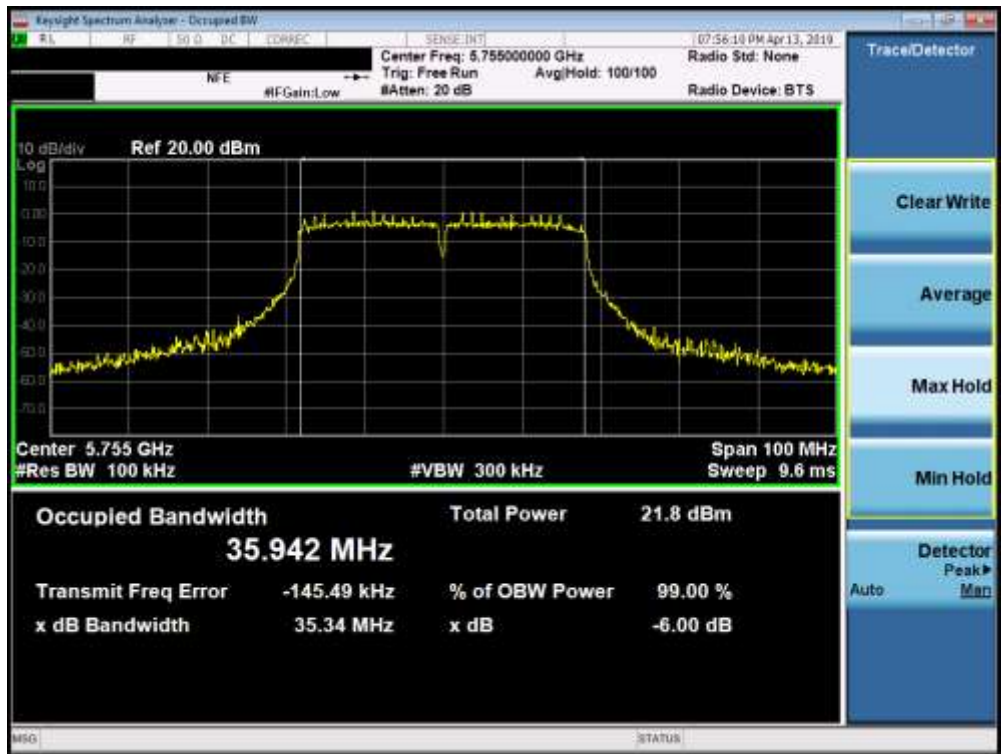 Keysight Spectrum Analyzer - Occupied BW
RL RF 50 Ω DC CORREC SENSE:INT 07:56:10 PM Apr 13, 2019
Center Freq: 5.755000000 GHz Radio Std: None
NFE Trig: Free Run Avg|Hold: 100/100
#IFGain:Low #Atten: 20 dB Radio Device: BTS
10 dB/div Ref 20.00 dBm
Log
10.0
0.00
Center 5.755 GHz Span 100 MHz
#Res BW 100 kHz #VBW 300 kHz Sweep 9.6 ms
Occupied Bandwidth Total Power 21.8 dBm
35.942 MHz
Transmit Freq Error -145.49 kHz % of OBW Power 99.00 %
x dB Bandwidth 35.34 MHz x dB -6.00 dB
MSG STATUS
Trace/Detector
Clear Write
Average
Max Hold
Min Hold
Detector
Peak▶
Auto Man